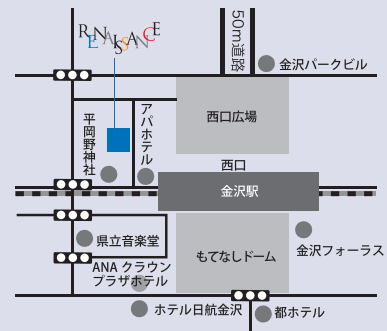 RENAISSANCE
50m道路
金沢パークビル
アパホテル
西口広場
平岡野神社
西口
金沢駅
県立音楽堂
もてなしドーム
金沢フォーラス
ANA クラウン
プラザホテル
ホテル日航金沢
都ホテル